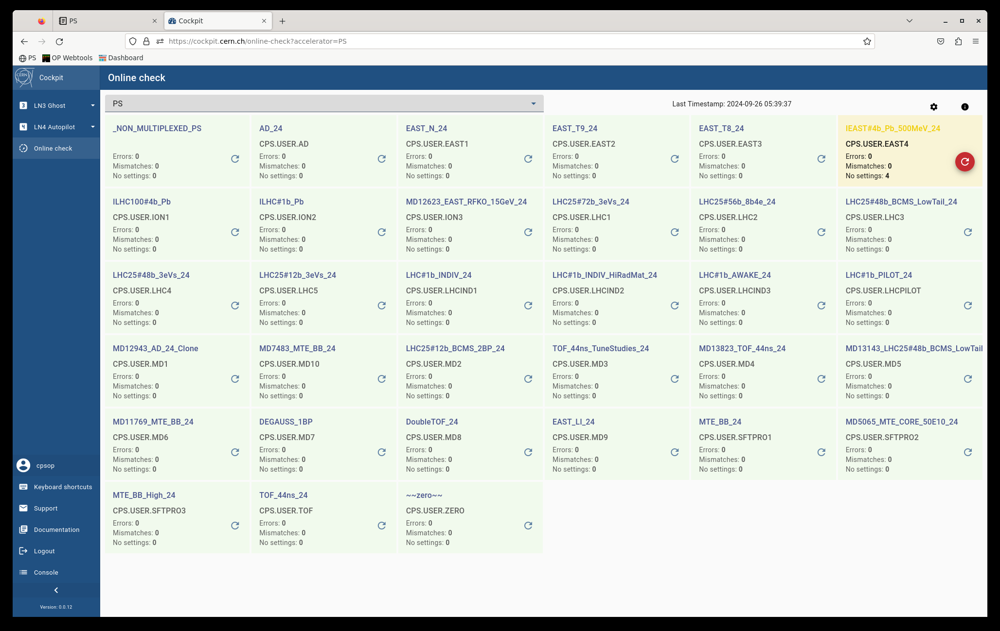 PS
Cockpit
https://cockpit.cern.ch/online-check?accelerator=PS
PS OP Webtools Dashboard
CERN Cockpit
Online check
LN3 Ghost
LN4 Autopilot
Online check
cpsop
Keyboard shortcuts
Support
Documentation
Logout
Console
Version: 0.0.12
PS
Last Timestamp: 2024-09-26 05:39:37
_NON_MULTIPLEXED_PS
Errors: 0
Mismatches: 0
No settings: 0
AD_24
CPS.USER.AD
Errors: 0
Mismatches: 0
No settings: 0
EAST_N_24
CPS.USER.EAST1
Errors: 0
Mismatches: 0
No settings: 0
EAST_T9_24
CPS.USER.EAST2
Errors: 0
Mismatches: 0
No settings: 0
EAST_T8_24
CPS.USER.EAST3
Errors: 0
Mismatches: 0
No settings: 0
IEAST#4b_Pb_500MeV_24
CPS.USER.EAST4
Errors: 0
Mismatches: 0
No settings: 4
ILHC100#4b_Pb
CPS.USER.ION1
Errors: 0
Mismatches: 0
No settings: 0
ILHC#1b_Pb
CPS.USER.ION2
Errors: 0
Mismatches: 0
No settings: 0
MD12623_EAST_RFKO_15GeV_24
CPS.USER.ION3
Errors: 0
Mismatches: 0
No settings: 0
LHC25#72b_3eVs_24
CPS.USER.LHC1
Errors: 0
Mismatches: 0
No settings: 0
LHC25#56b_8b4e_24
CPS.USER.LHC2
Errors: 0
Mismatches: 0
No settings: 0
LHC25#48b_BCMS_LowTail_24
CPS.USER.LHC3
Errors: 0
Mismatches: 0
No settings: 0
LHC25#48b_3eVs_24
CPS.USER.LHC4
Errors: 0
Mismatches: 0
No settings: 0
LHC25#12b_3eVs_24
CPS.USER.LHC5
Errors: 0
Mismatches: 0
No settings: 0
LHC#1b_INDIV_24
CPS.USER.LHCIND1
Errors: 0
Mismatches: 0
No settings: 0
LHC#1b_INDIV_HiRadMat_24
CPS.USER.LHCIND2
Errors: 0
Mismatches: 0
No settings: 0
LHC#1b_AWAKE_24
CPS.USER.LHCIND3
Errors: 0
Mismatches: 0
No settings: 0
LHC#1b_PILOT_24
CPS.USER.LHCPILOT
Errors: 0
Mismatches: 0
No settings: 0
MD12943_AD_24_Clone
CPS.USER.MD1
Errors: 0
Mismatches: 0
No settings: 0
MD7483_MTE_BB_24
CPS.USER.MD10
Errors: 0
Mismatches: 0
No settings: 0
LHC25#12b_BCMS_2BP_24
CPS.USER.MD2
Errors: 0
Mismatches: 0
No settings: 0
TOF_44ns_TuneStudies_24
CPS.USER.MD3
Errors: 0
Mismatches: 0
No settings: 0
MD13823_TOF_44ns_24
CPS.USER.MD4
Errors: 0
Mismatches: 0
No settings: 0
MD13143_LHC25#48b_BCMS_LowTail
CPS.USER.MD5
Errors: 0
Mismatches: 0
No settings: 0
MD11769_MTE_BB_24
CPS.USER.MD6
Errors: 0
Mismatches: 0
No settings: 0
DEGAUSS_1BP
CPS.USER.MD7
Errors: 0
Mismatches: 0
No settings: 0
DoubleTOF_24
CPS.USER.MD8
Errors: 0
Mismatches: 0
No settings: 0
EAST_LI_24
CPS.USER.MD9
Errors: 0
Mismatches: 0
No settings: 0
MTE_BB_24
CPS.USER.SFTPRO1
Errors: 0
Mismatches: 0
No settings: 0
MD5065_MTE_CORE_50E10_24
CPS.USER.SFTPRO2
Errors: 0
Mismatches: 0
No settings: 0
MTE_BB_High_24
CPS.USER.SFTPRO3
Errors: 0
Mismatches: 0
No settings: 0
TOF_44ns_24
CPS.USER.TOF
Errors: 0
Mismatches: 0
No settings: 0
~~zero~~
CPS.USER.ZERO
Errors: 0
Mismatches: 0
No settings: 0